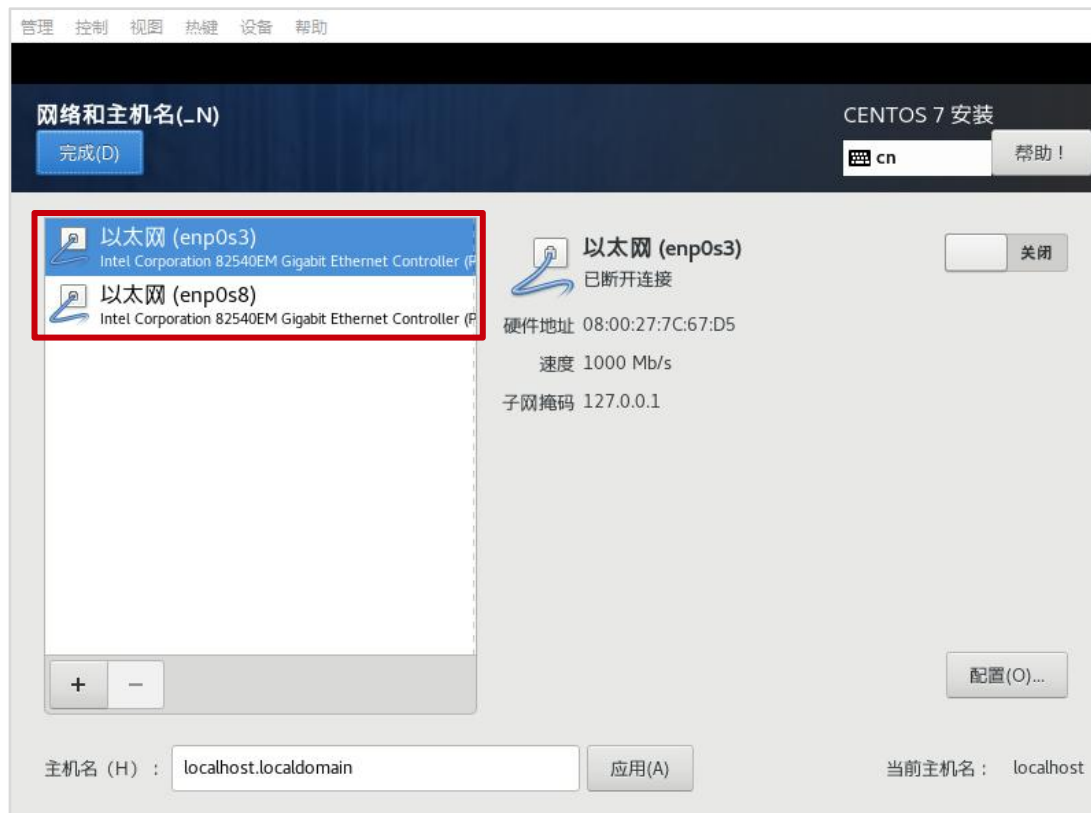 管理 控制 视图 热键 设备 帮助
网络和主机名(_N)
CENTOS 7 安装
完成(D)
cn
帮助！
以太网 (enp0s3)
Intel Corporation 82540EM Gigabit Ethernet Controller (P
以太网 (enp0s8)
Intel Corporation 82540EM Gigabit Ethernet Controller (P
以太网 (enp0s3)
已断开连接
关闭
硬件地址 08:00:27:7C:67:D5
速度 1000 Mb/s
子网掩码 127.0.0.1
+ −
配置(O)...
主机名（H）： localhost.localdomain 应用(A) 当前主机名： localhost